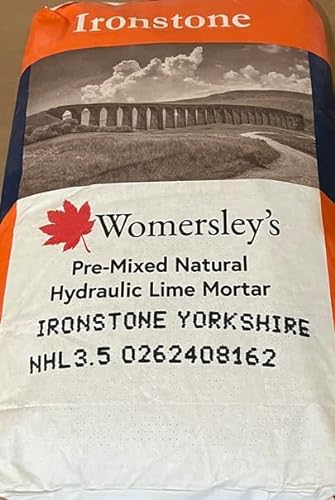 Ironstone
Womersley's
Pre-Mixed Natural
Hydraulic Lime Mortar
IRONSTONE YORKSHIRE
NHL3.5 0262408162